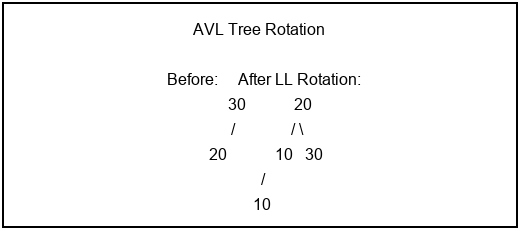 AVL Tree Rotation
Before:     After LL Rotation:
30           20
/             / \
20           10   30
/
10